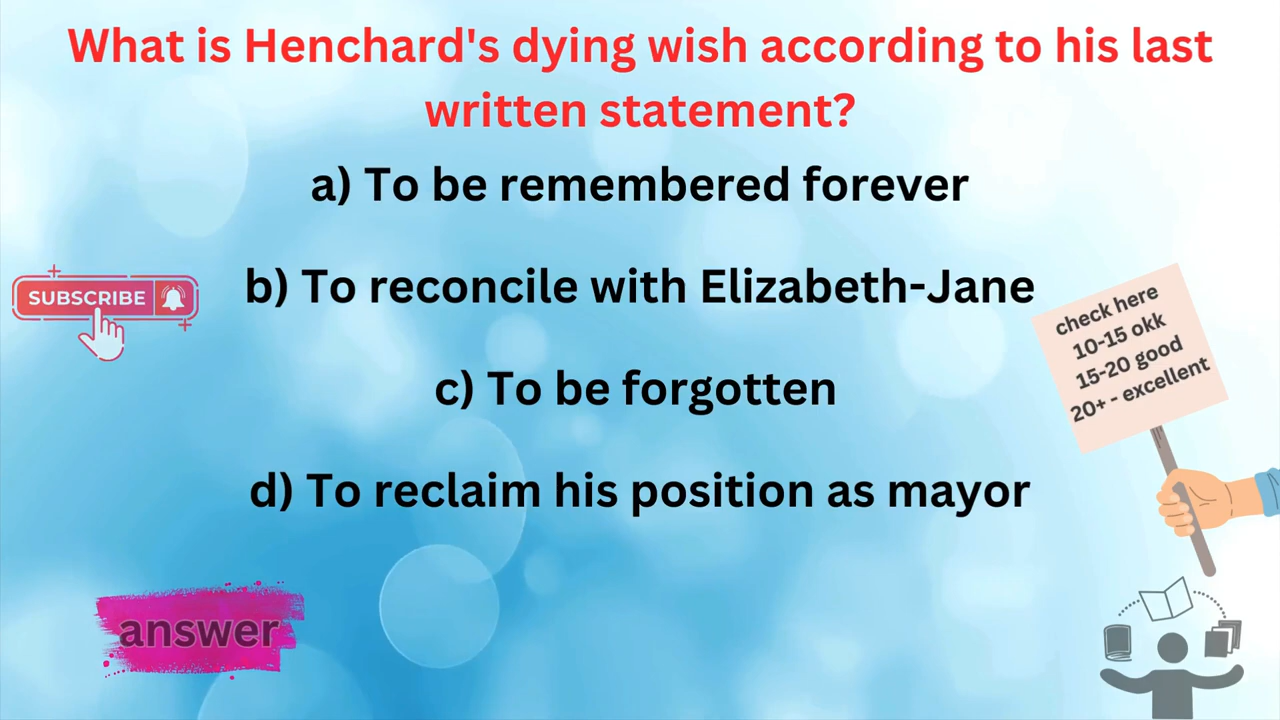 What is Henchard's dying wish according to his last
written statement?
a) To be remembered forever
b) To reconcile with Elizabeth-Jane
SUBSCRIBE
check here
10-15 okk
15-20 good
20+ - excellent
c) To be forgotten
d) To reclaim his position as mayor
answer